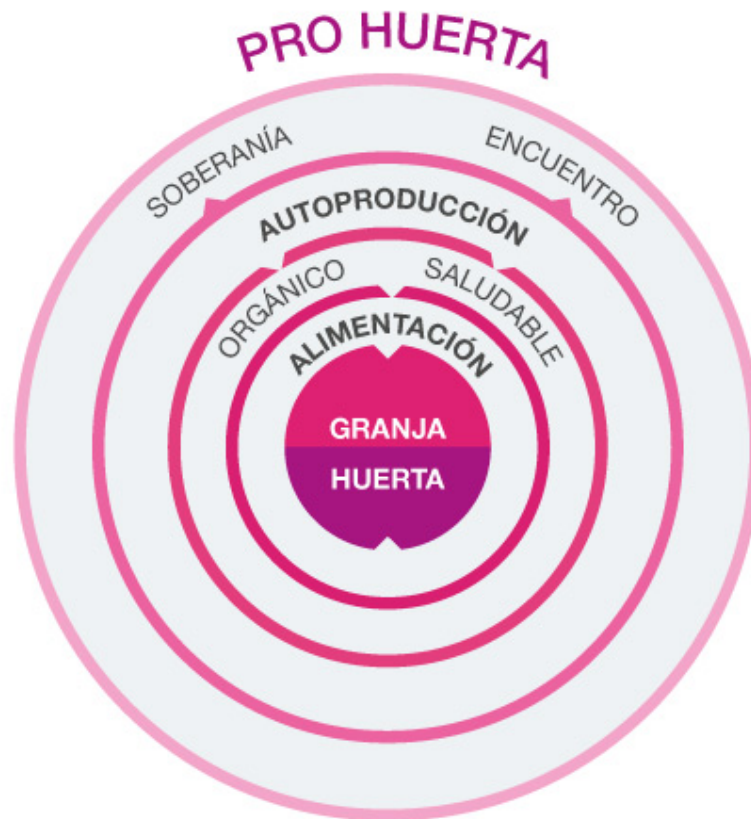 PRO HUERTA
SOBERANÍA
ENCUENTRO
AUTOPRODUCCIÓN
ORGÁNICO
SALUDABLE
ALIMENTACIÓN
GRANJA
HUERTA